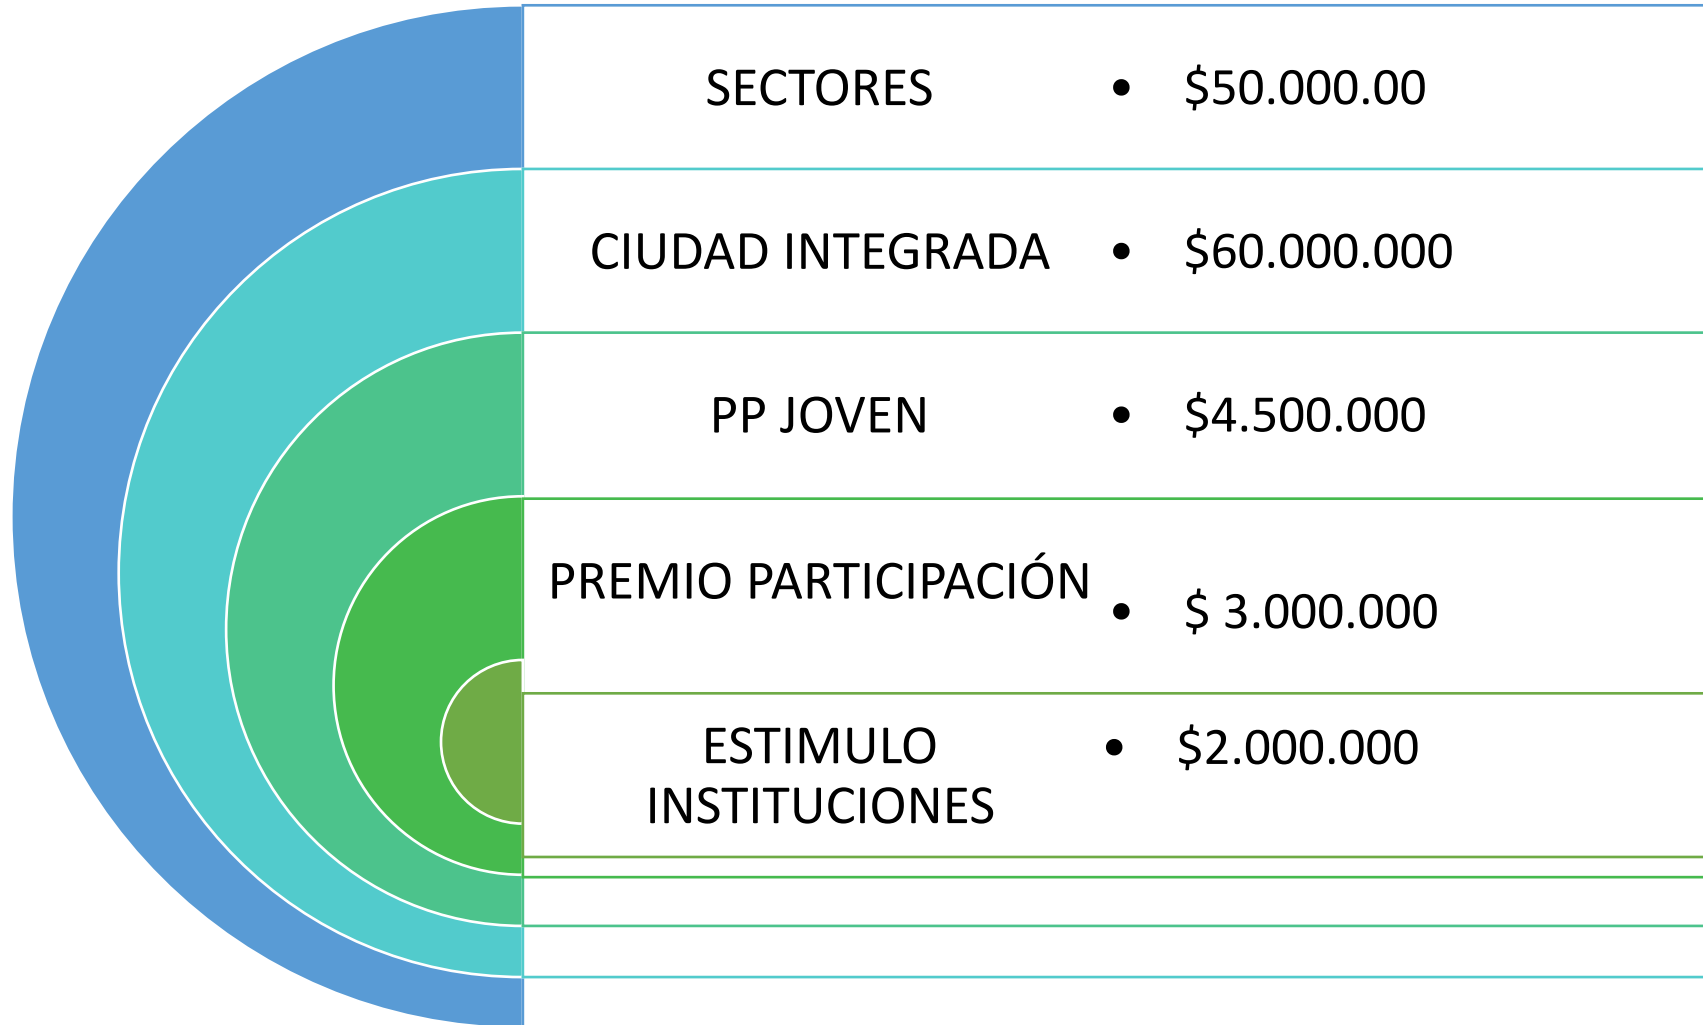 SECTORES • $50.000.00
CIUDAD INTEGRADA • $60.000.000
PP JOVEN • $4.500.000
PREMIO PARTICIPACIÓN • $ 3.000.000
ESTIMULO • $2.000.000
INSTITUCIONES